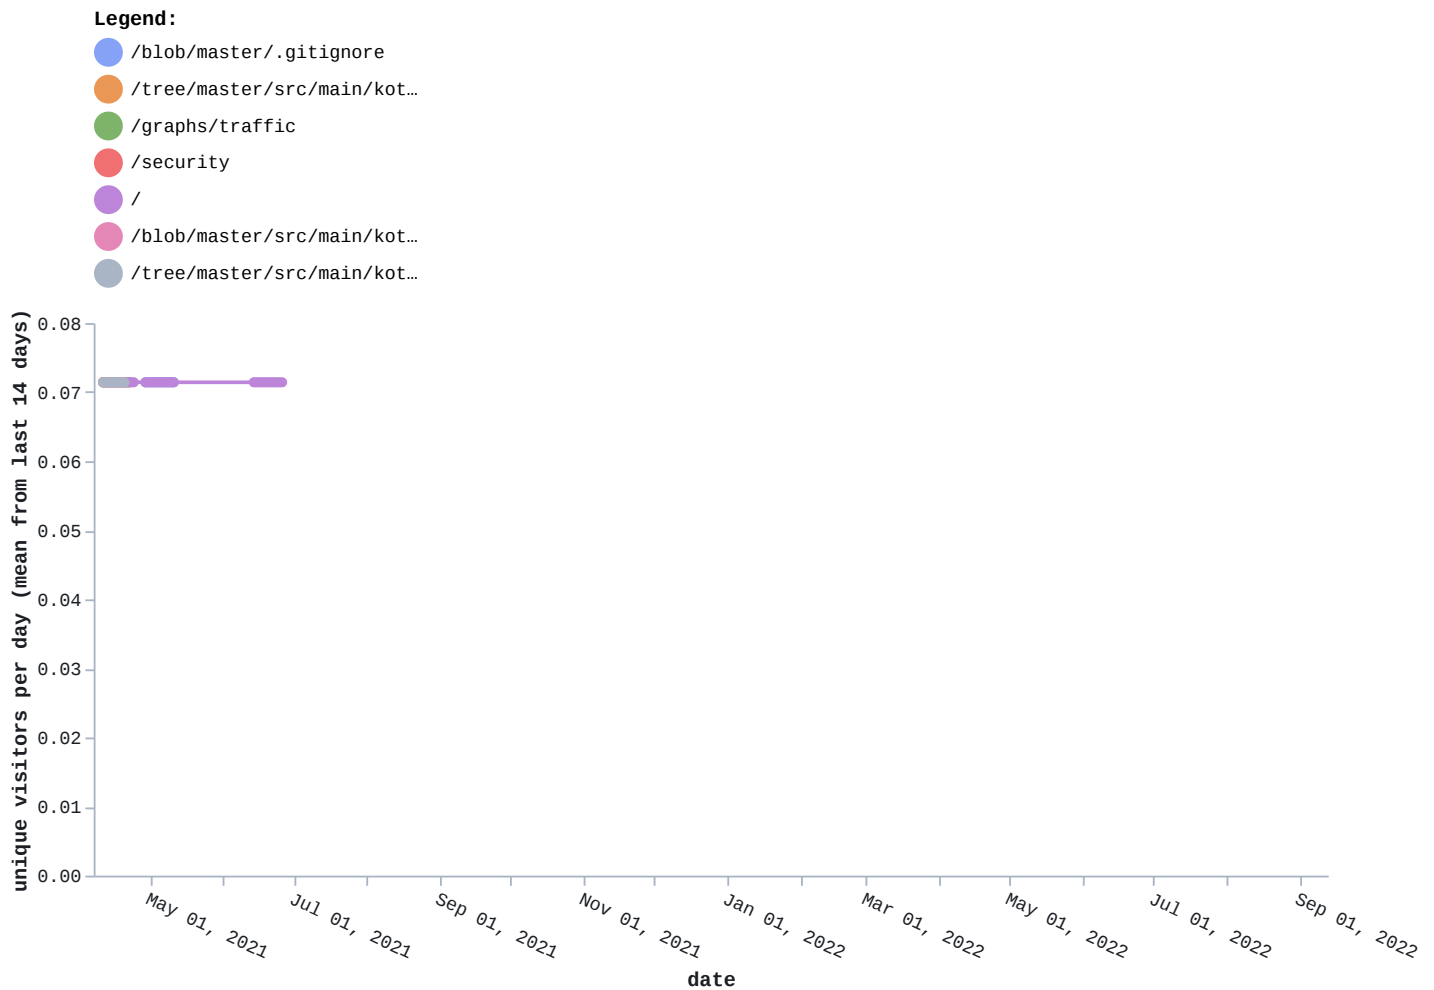 Legend:
/blob/master/.gitignore
/tree/master/src/main/kot…
/graphs/traffic
/security
/
/blob/master/src/main/kot…
/tree/master/src/main/kot…
unique visitors per day (mean from last 14 days)
0.08
0.07
0.06
0.05
0.04
0.03
0.02
0.01
0.00
May 01, 2021
Jul 01, 2021
Sep 01, 2021
Nov 01, 2021
Jan 01, 2022
Mar 01, 2022
May 01, 2022
Jul 01, 2022
Sep 01, 2022
date